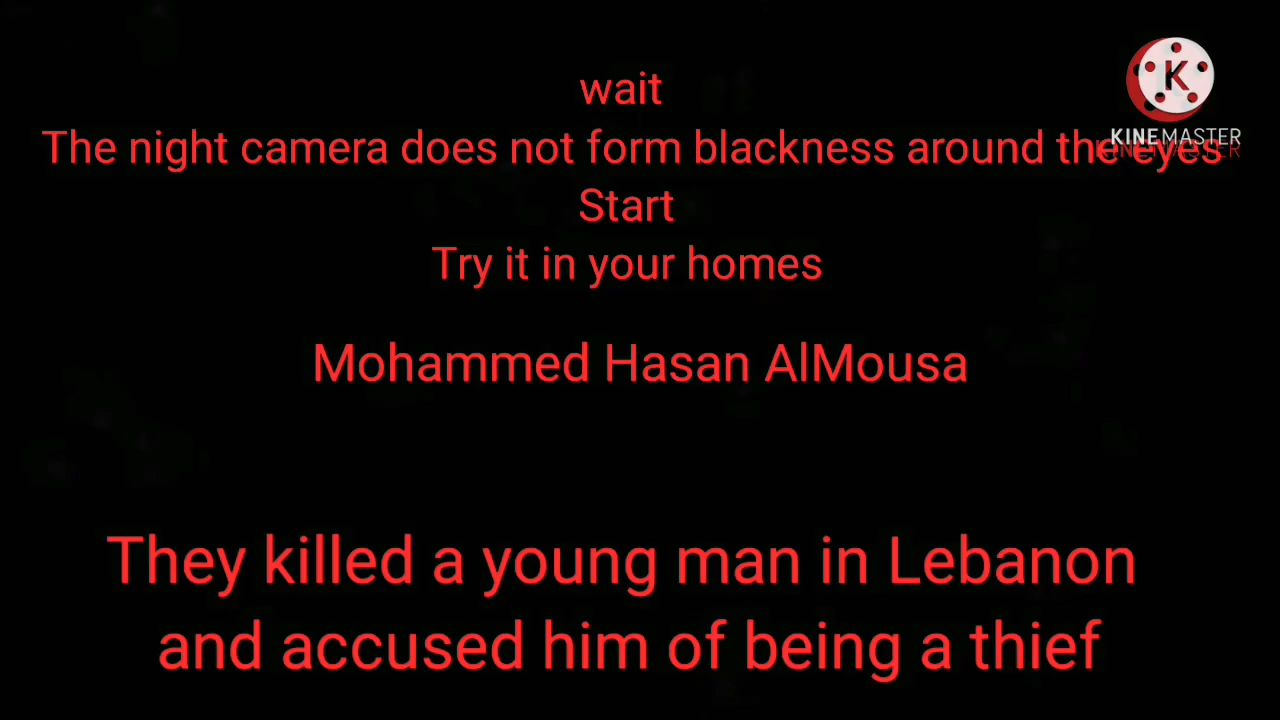 wait
The night camera does not form blackness around the eyes
Start
Try it in your homes
Mohammed Hasan AlMousa
They killed a young man in Lebanon
and accused him of being a thief
K
KINEMASTER